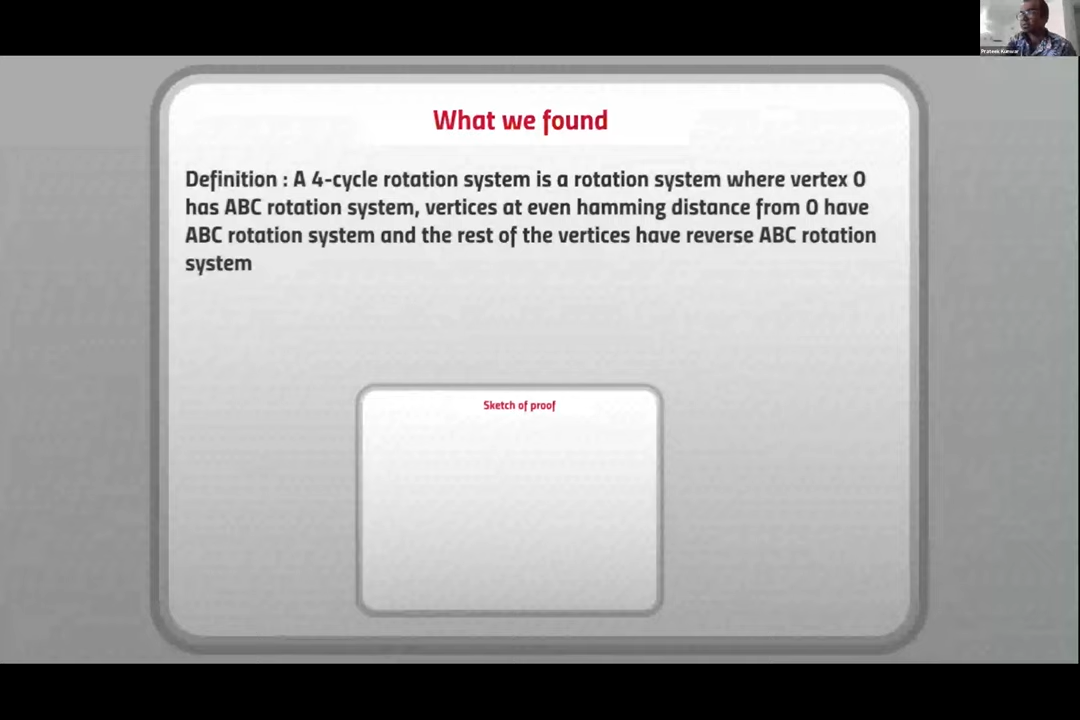 Prateek Kunwar
What we found
Definition : A 4-cycle rotation system is a rotation system where vertex 0
has ABC rotation system, vertices at even hamming distance from 0 have
ABC rotation system and the rest of the vertices have reverse ABC rotation
system
Sketch of proof